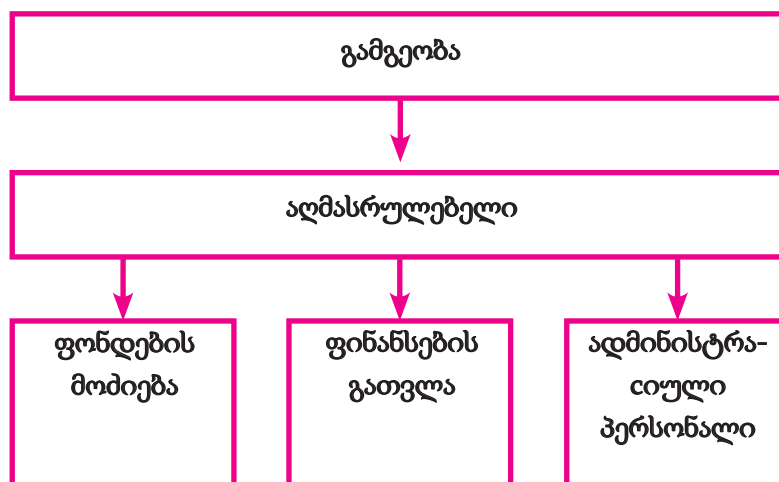 გამგეობა
აღმასრულებელი
ფონდების
მოძიება
ფინანსების
გათვლა
ადმინისტრა-
ციული
პერსონალი